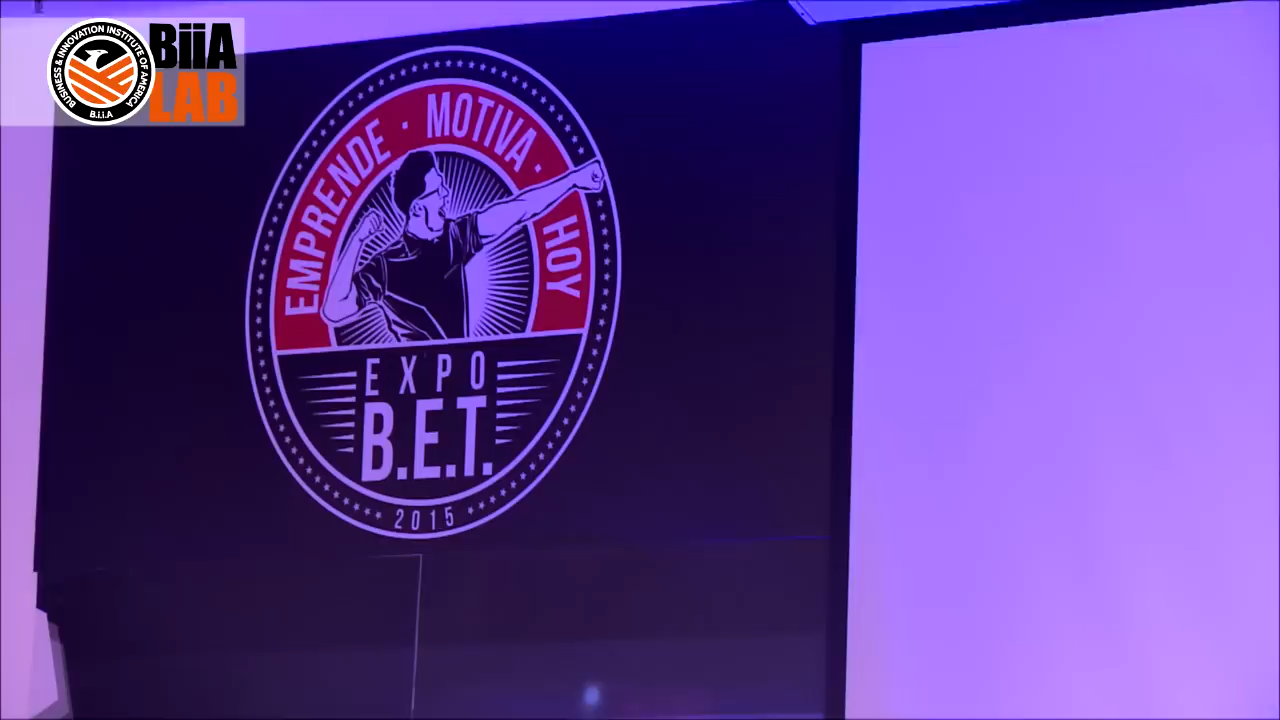 BUSINESS & INNOVATION INSTITUTE OF AMERICA
B.i.i.A
BiiA
LAB
EMPRENDE · MOTIVA · HOY
EXPO
B.E.T.
2015